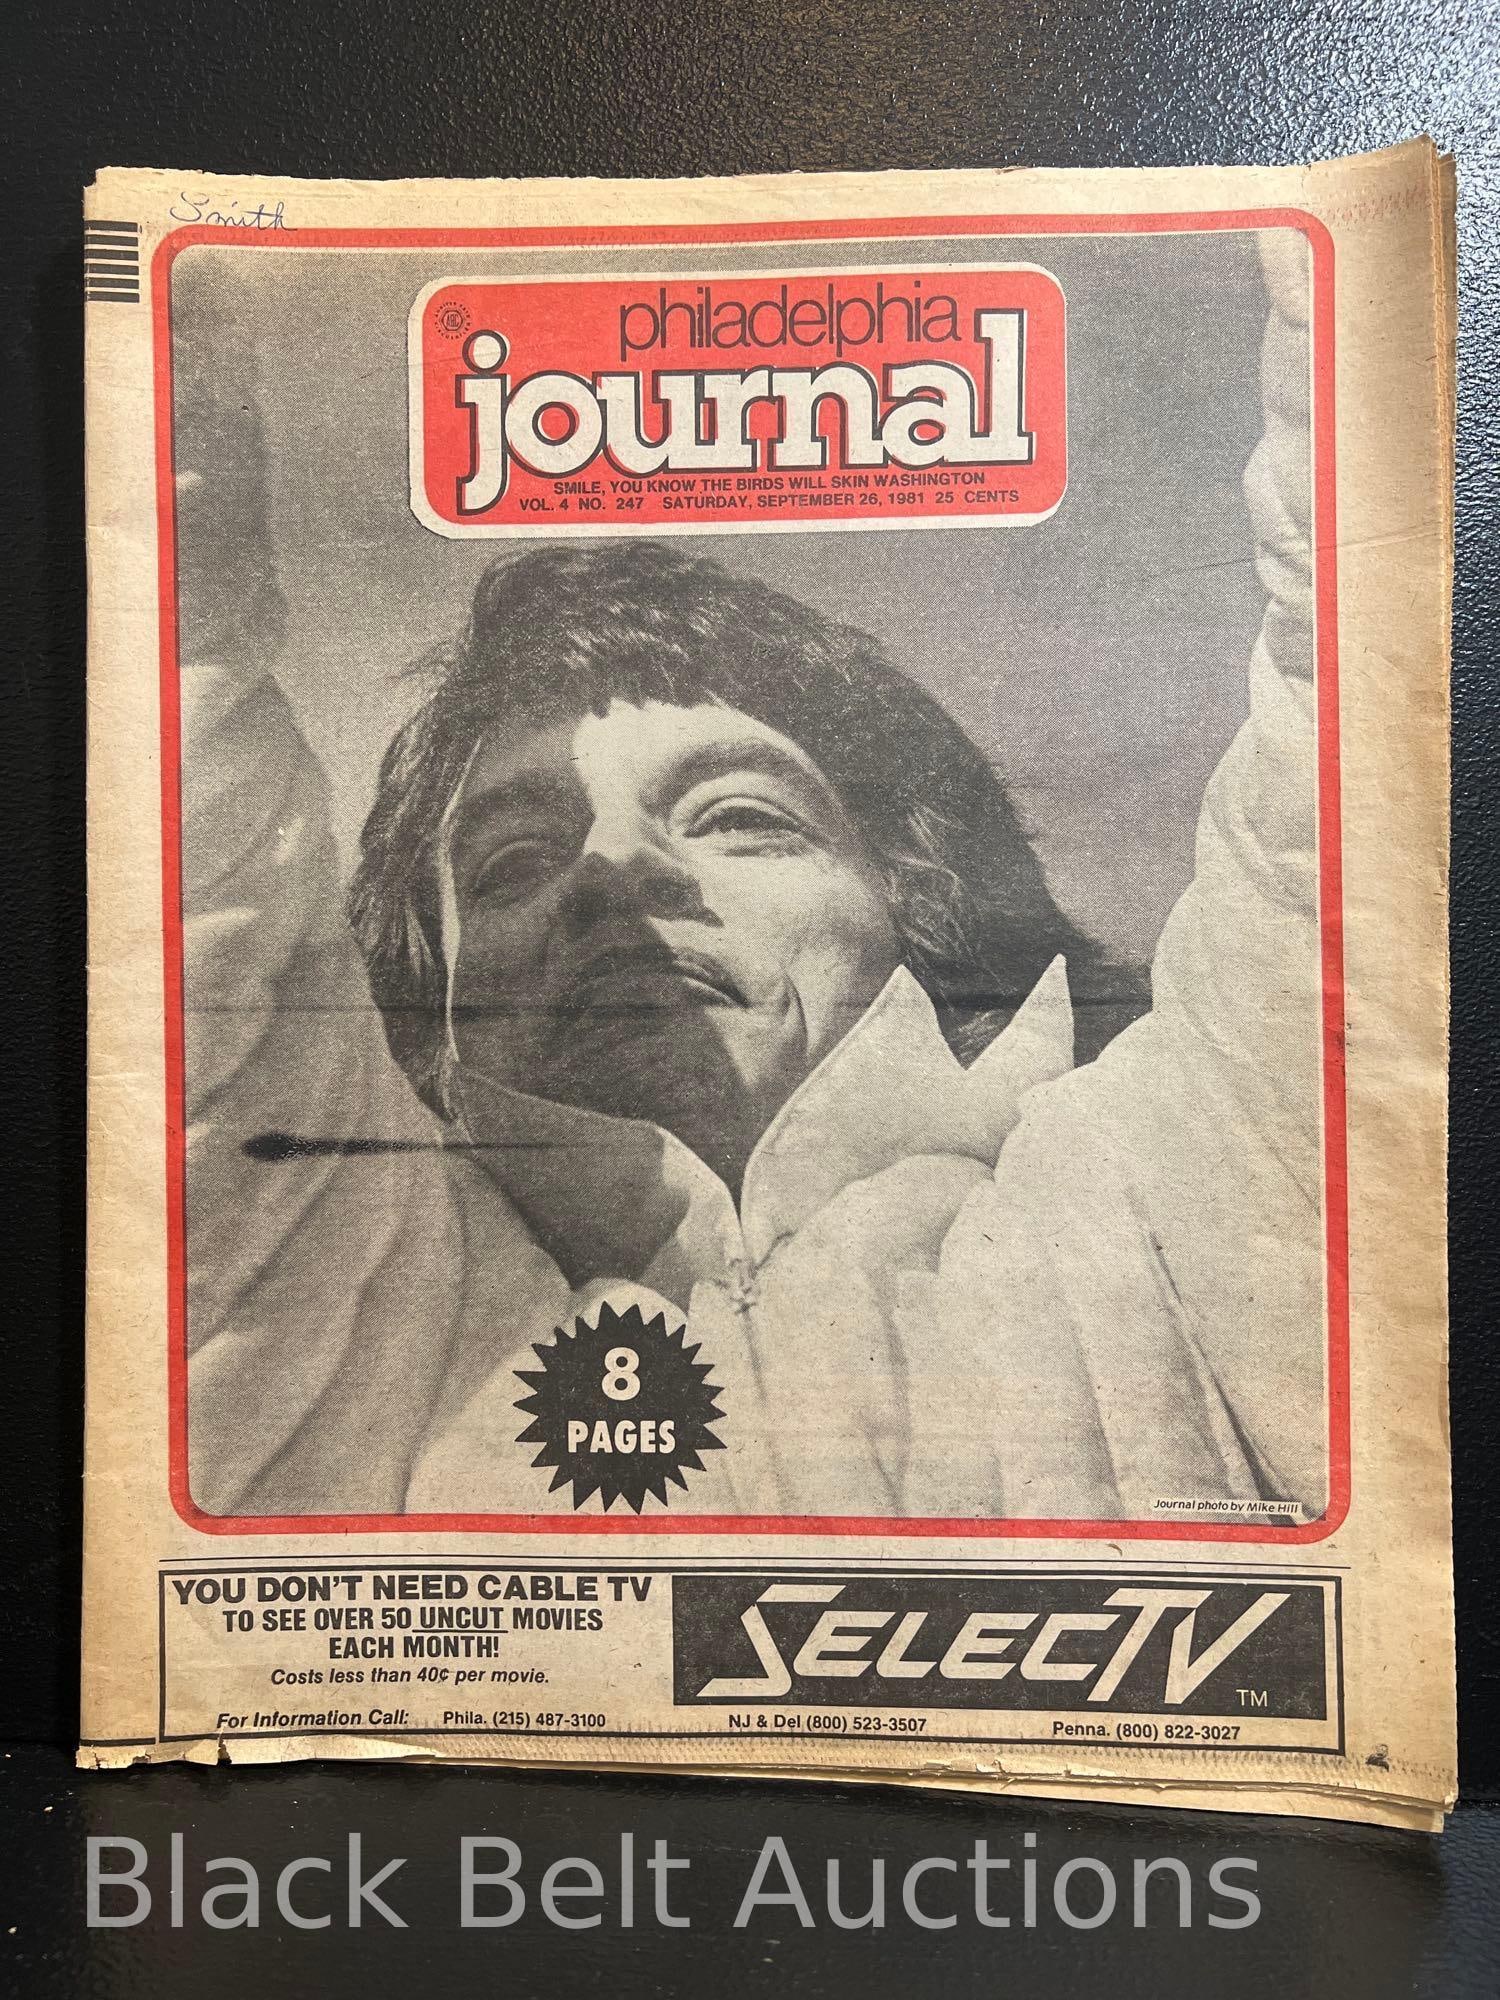 Smith
philadelphia
journal
SMILE, YOU KNOW THE BIRDS WILL SKIN WASHINGTON
VOL. 4 NO. 247 SATURDAY, SEPTEMBER 26, 1981 25 CENTS
8
PAGES
Journal photo by Mike Hill
YOU DON'T NEED CABLE TV
TO SEE OVER 50 UNCUT MOVIES
EACH MONTH!
Costs less than 40¢ per movie.
SELECTV
TM
For Information Call: Phila. (215) 487-3100 NJ & Del (800) 523-3507 Penna. (800) 822-3027
Black Belt Auctions